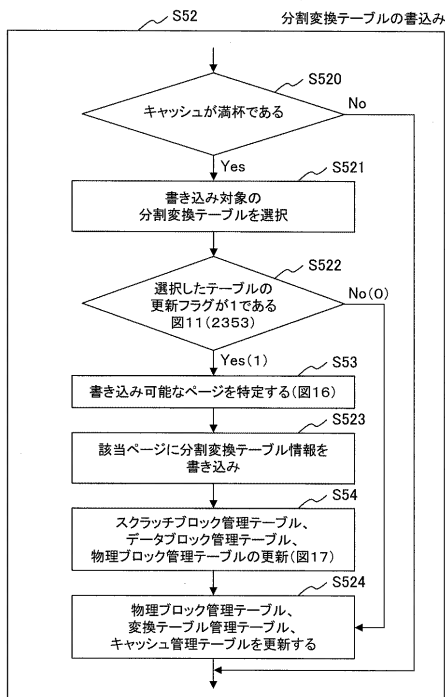 S52
分割変換テーブルの書込み
S520
キャッシュが満杯である
No
Yes
S521
書き込み対象の
分割変換テーブルを選択
S522
選択したテーブルの
更新フラグが1である
図11(2353)
No(0)
Yes(1)
S53
書き込み可能なページを特定する(図16)
S523
該当ページに分割変換テーブル情報を
書き込み
S54
スクラッチブロック管理テーブル、
データブロック管理テーブル、
物理ブロック管理テーブルの更新(図17)
S524
物理ブロック管理テーブル、
変換テーブル管理テーブル、
キャッシュ管理テーブルを更新する